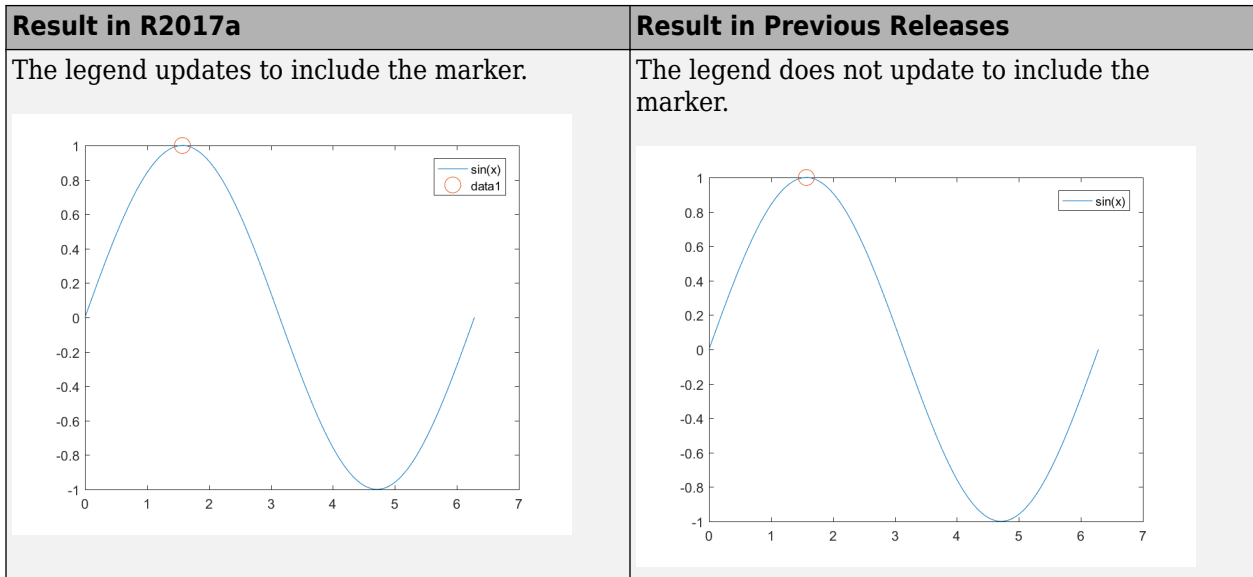 Result in R2017a
Result in Previous Releases
The legend updates to include the marker.
The legend does not update to include the
marker.
1
0.8
0.6
0.4
0.2
0
-0.2
-0.4
-0.6
-0.8
-1
0 1 2 3 4 5 6 7
sin(x)
data1
1
0.8
0.6
0.4
0.2
0
-0.2
-0.4
-0.6
-0.8
-1
0 1 2 3 4 5 6 7
sin(x)